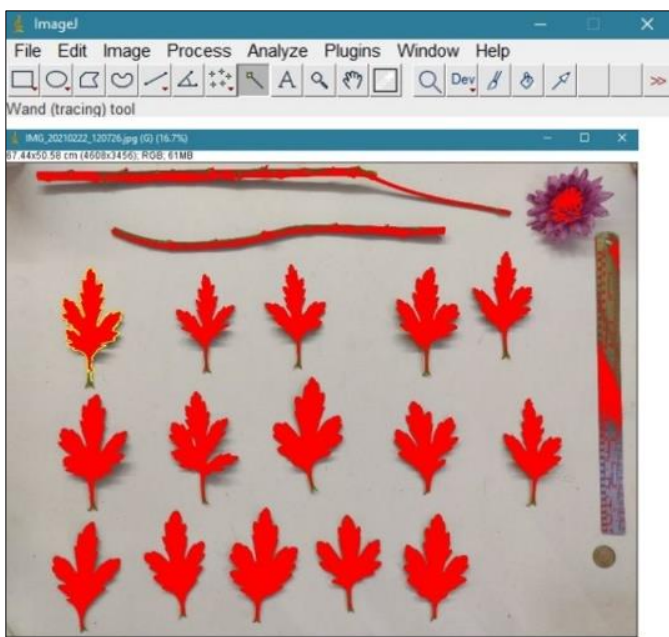 ImageJ
File Edit Image Process Analyze Plugins Window Help
A Dev >>
Wand (tracing) tool
IMG_20210222_120726.jpg (G) (16.7%)
67.44x50.58 cm (4608x3456); RGB; 61MB